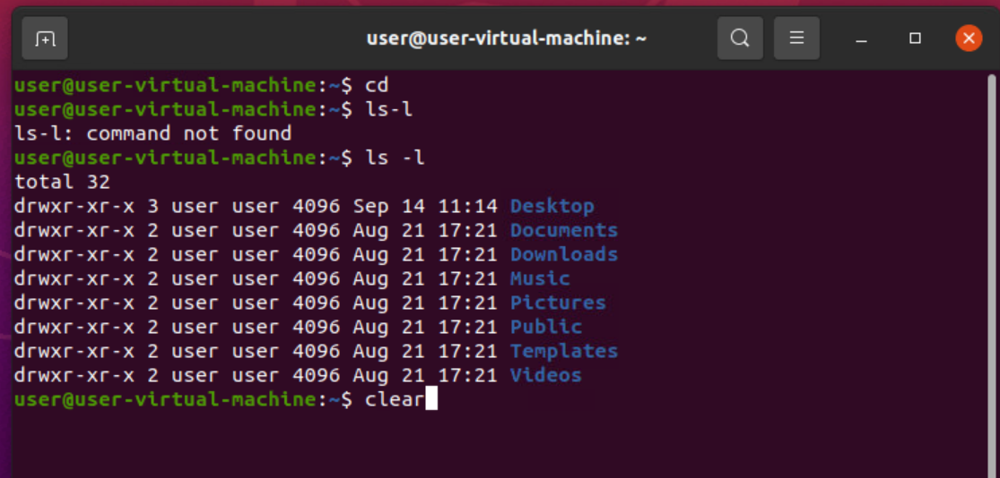 user@user-virtual-machine: ~
user@user-virtual-machine:~$ cd
user@user-virtual-machine:~$ ls-l
ls-l: command not found
user@user-virtual-machine:~$ ls -l
total 32
drwxr-xr-x 3 user user 4096 Sep 14 11:14 Desktop
drwxr-xr-x 2 user user 4096 Aug 21 17:21 Documents
drwxr-xr-x 2 user user 4096 Aug 21 17:21 Downloads
drwxr-xr-x 2 user user 4096 Aug 21 17:21 Music
drwxr-xr-x 2 user user 4096 Aug 21 17:21 Pictures
drwxr-xr-x 2 user user 4096 Aug 21 17:21 Public
drwxr-xr-x 2 user user 4096 Aug 21 17:21 Templates
drwxr-xr-x 2 user user 4096 Aug 21 17:21 Videos
user@user-virtual-machine:~$ clear